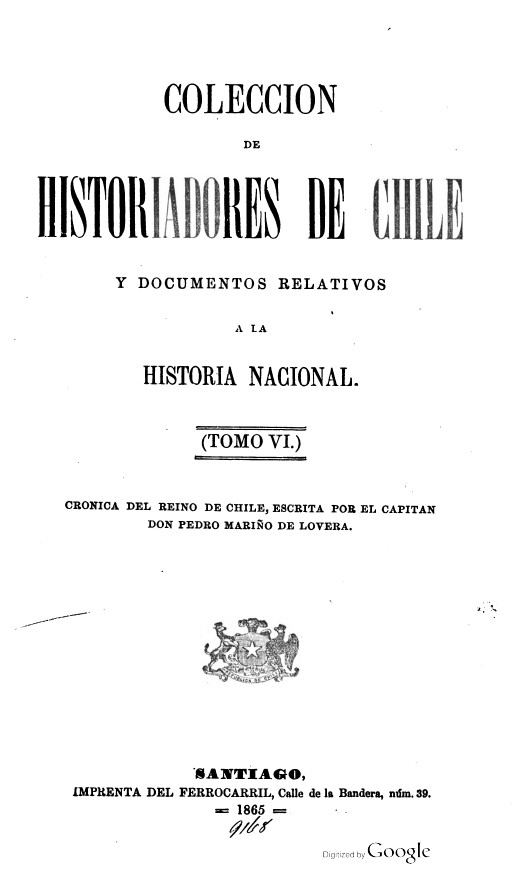 COLECCION
DE
HISTORIADORES DE CHILE
Y DOCUMENTOS RELATIVOS
A LA
HISTORIA NACIONAL.
(TOMO VI.)
CRONICA DEL REINO DE CHILE, ESCRITA POR EL CAPITAN
DON PEDRO MARIÑO DE LOVERA.
SANTIAGO,
IMPRENTA DEL FERROCARRIL, Calle de la Bandera, núm. 39.
1865
9168
Digitized by Google